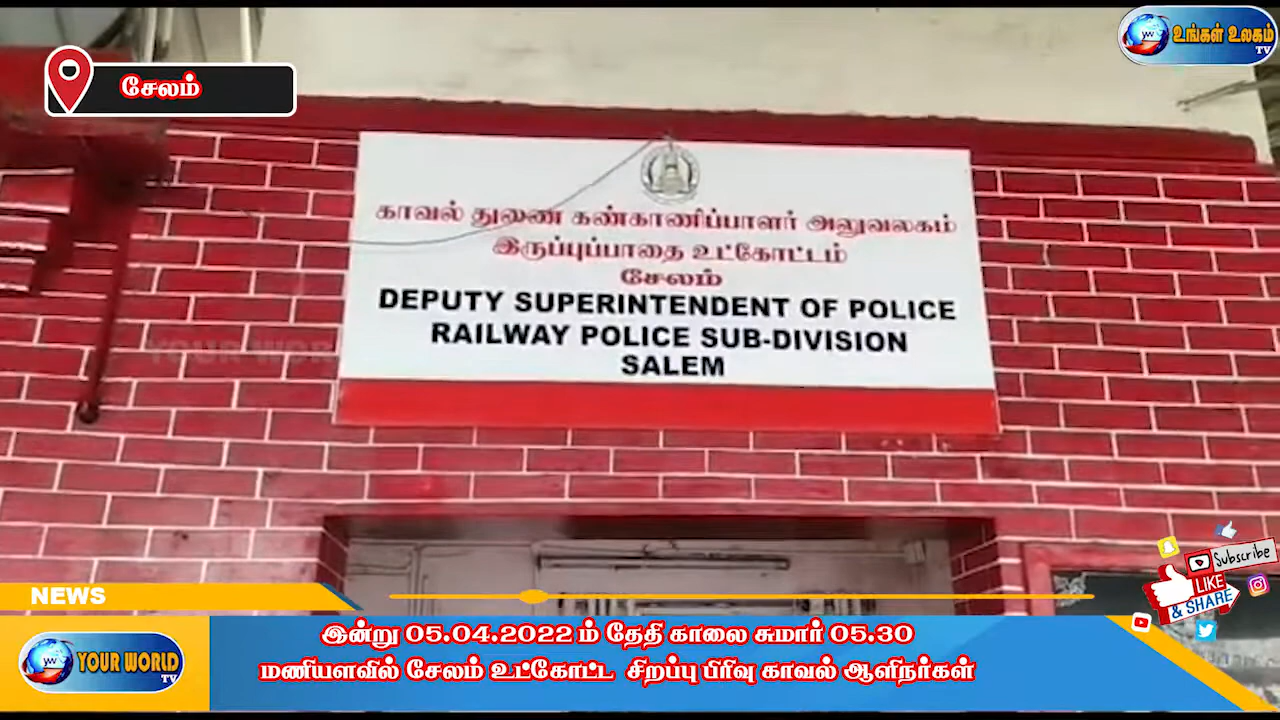 உங்கள் உலகம்
TV
சேலம்
காவல் துணை கண்காணிப்பாளர் அலுவலகம்
இருப்புப்பாதை உட்கோட்டம்
சேலம்
DEPUTY SUPERINTENDENT OF POLICE
RAILWAY POLICE SUB-DIVISION
SALEM
YOUR WOR
Subscribe
LIKE
& SHARE
NEWS
இன்று 05.04.2022 ம் தேதி காலை சுமார் 05.30
மணியளவில் சேலம் உட்கோட்ட சிறப்பு பிரிவு காவல் ஆளிநர்கள்
YOUR WORLD
TV